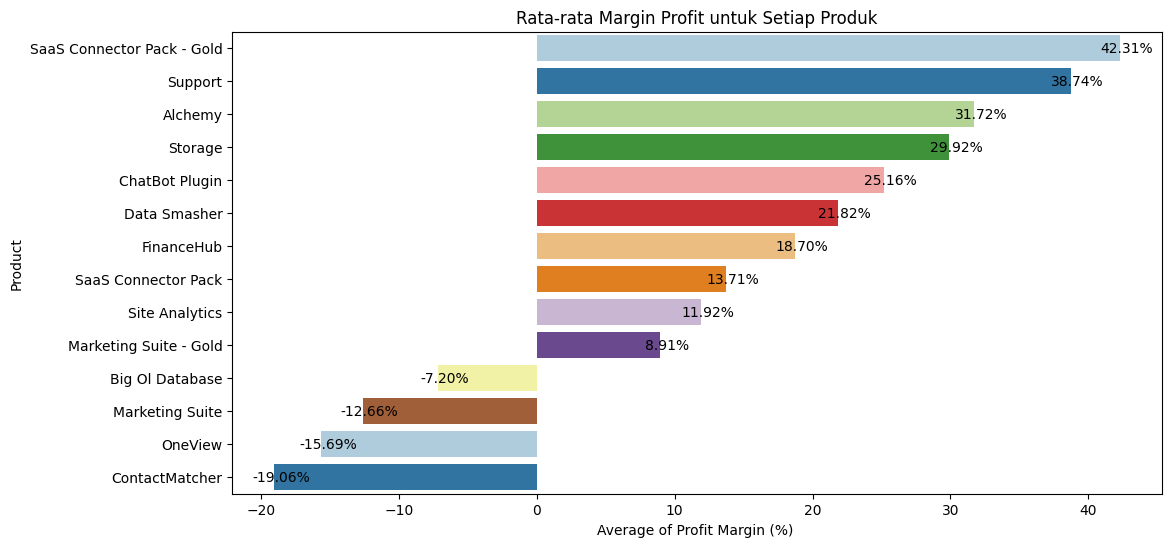 Rata-rata Margin Profit untuk Setiap Produk
SaaS Connector Pack - Gold 42.31%
Support 38.74%
Alchemy 31.72%
Storage 29.92%
ChatBot Plugin 25.16%
Data Smasher 21.82%
FinanceHub 18.70%
SaaS Connector Pack 13.71%
Site Analytics 11.92%
Marketing Suite - Gold 8.91%
Big Ol Database -7.20%
Marketing Suite -12.66%
OneView -15.69%
ContactMatcher -19.06%
Product
−20 −10 0 10 20 30 40
Average of Profit Margin (%)